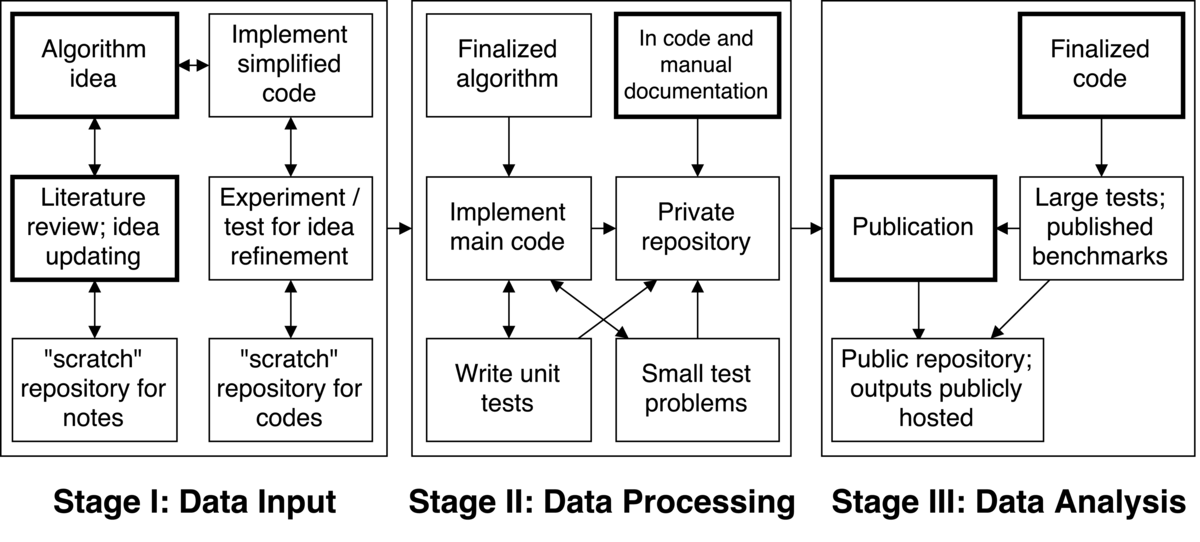 Algorithm
idea
Implement
simplified
code
Literature
review; idea
updating
Experiment /
test for idea
refinement
"scratch"
repository for
notes
"scratch"
repository for
codes
Stage I: Data Input
Finalized
algorithm
In code and
manual
documentation
Implement
main code
Private
repository
Write unit
tests
Small test
problems
Stage II: Data Processing
Finalized
code
Publication
Large tests;
published
benchmarks
Public repository;
outputs publicly
hosted
Stage III: Data Analysis